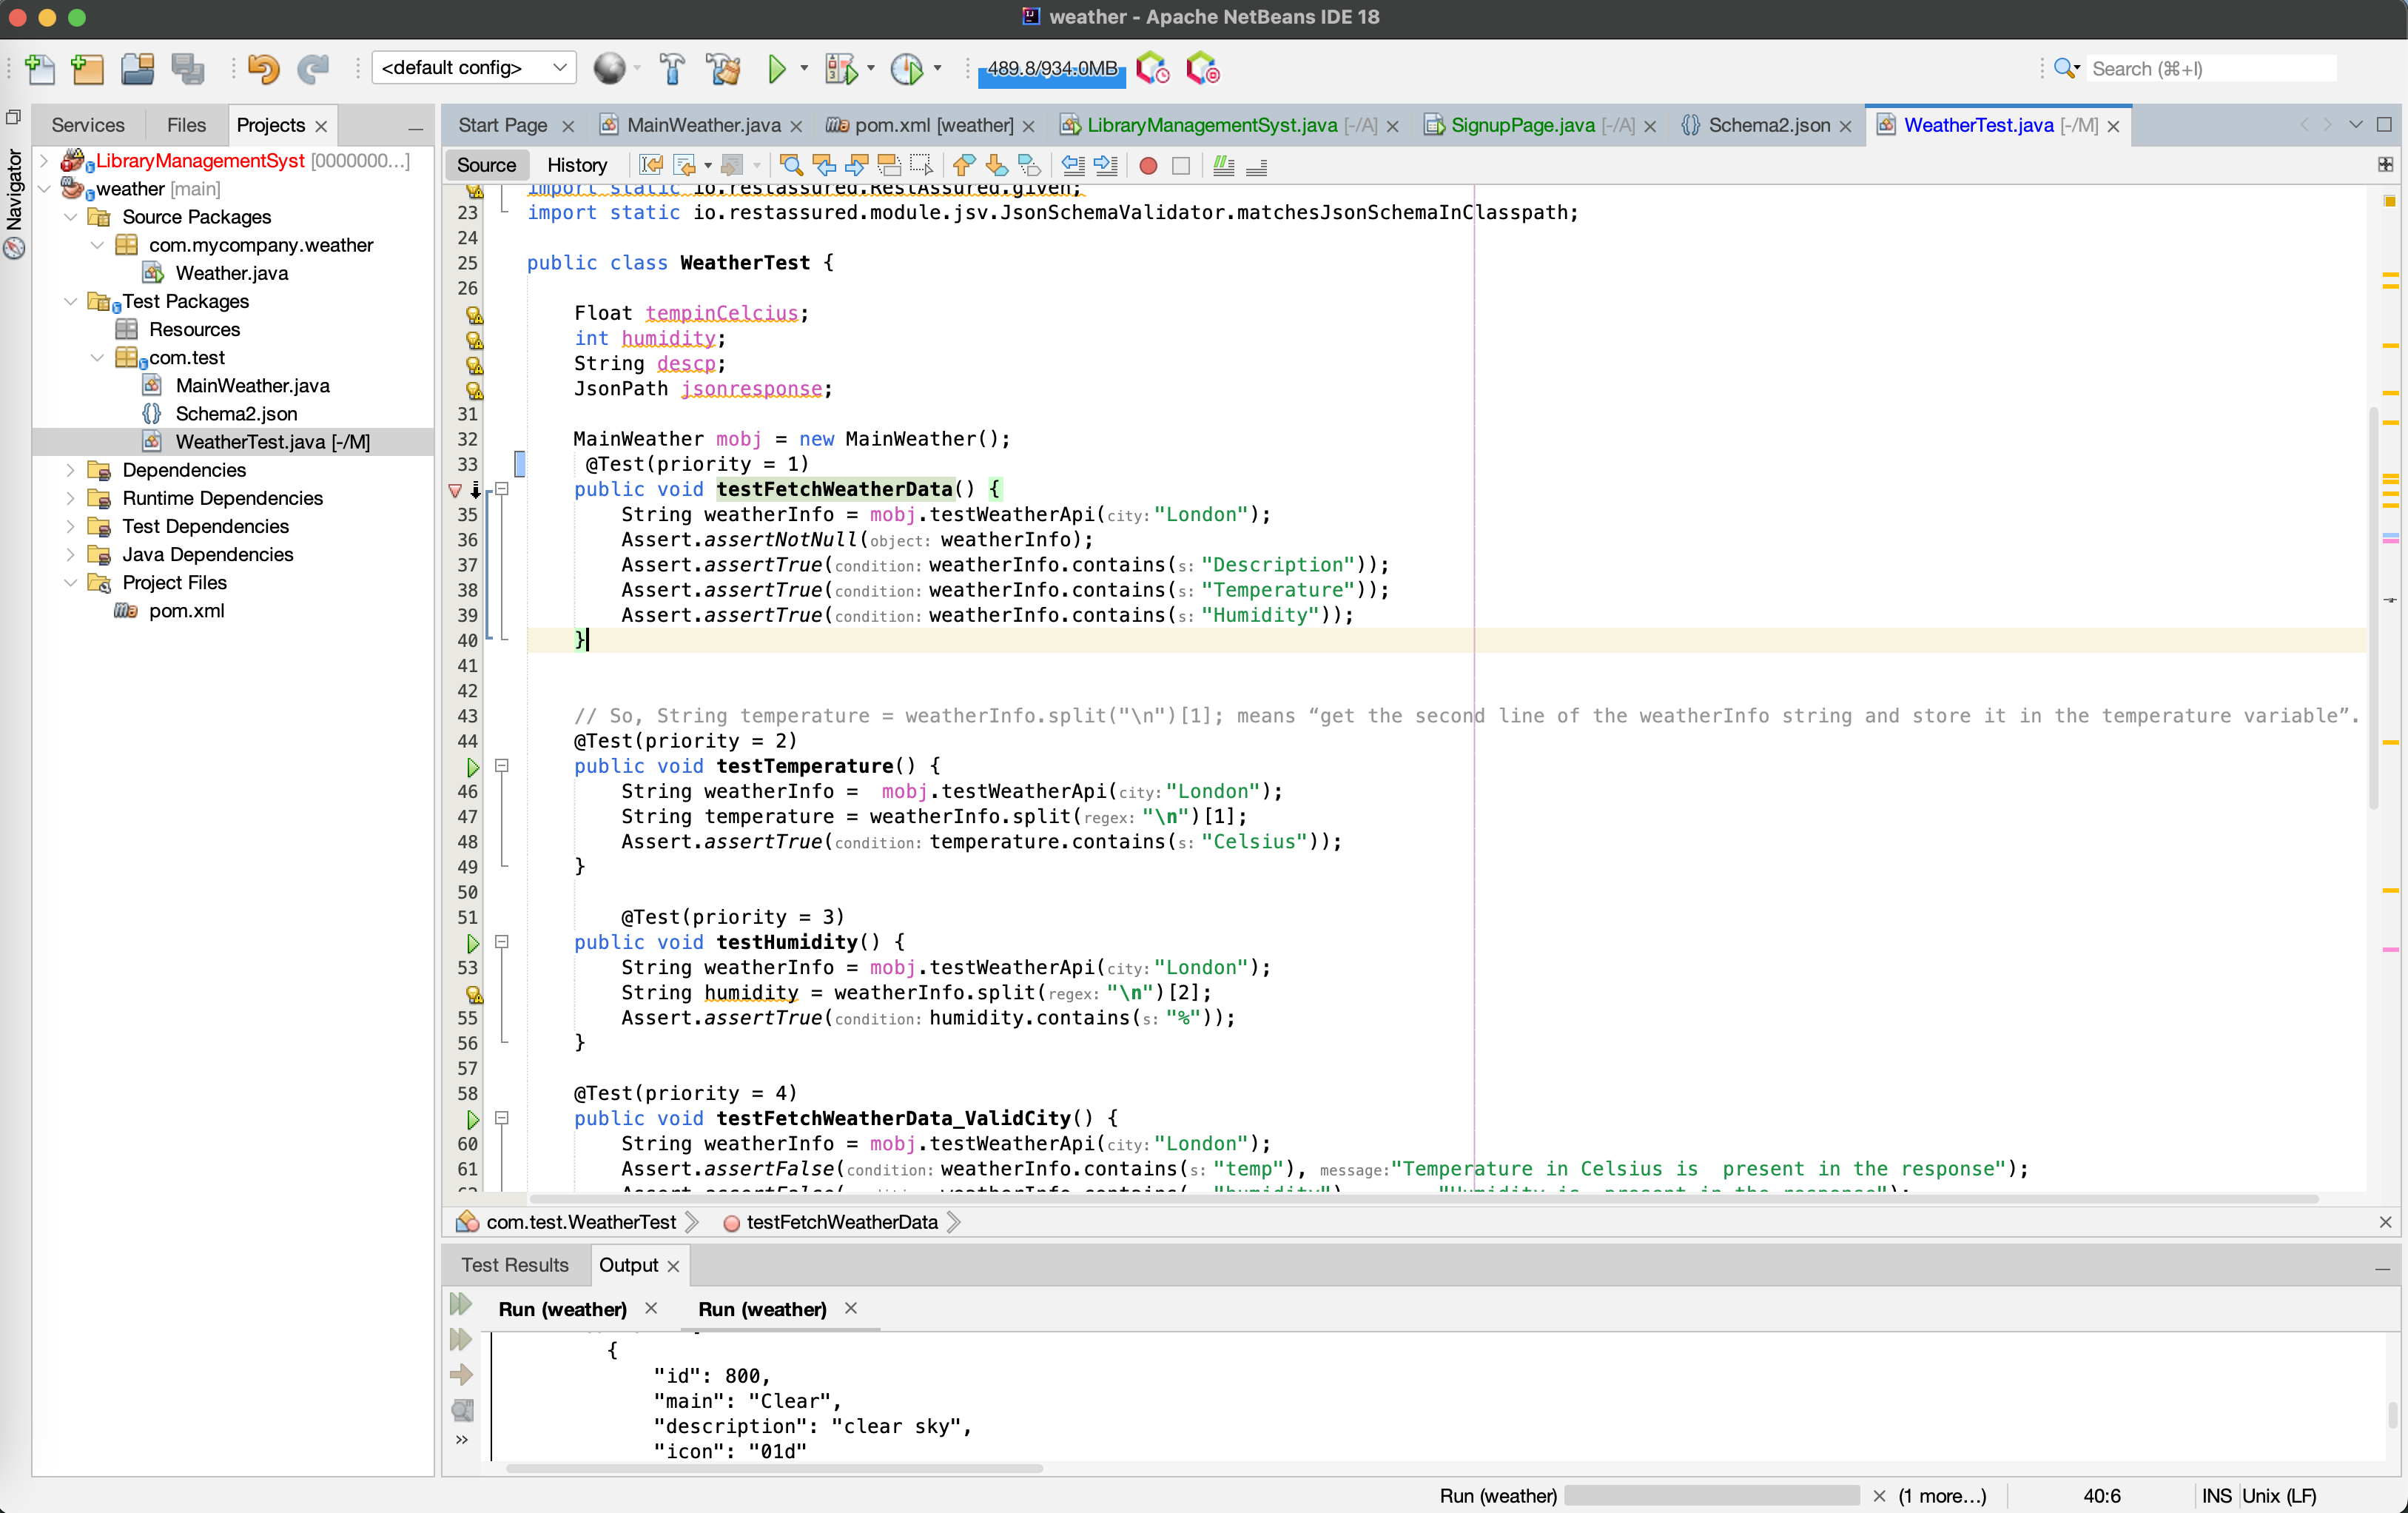 weather - Apache NetBeans IDE 18
<default config>
489.8/934.0MB
Search (⌘+I)
Services
Files
Projects
Start Page
MainWeather.java
pom.xml [weather]
LibraryManagementSyst.java [-/A]
SignupPage.java [-/A]
Schema2.json
WeatherTest.java [-/M]
Navigator
LibraryManagementSyst [0000000...]
weather [main]
Source Packages
com.mycompany.weather
Weather.java
Test Packages
Resources
com.test
MainWeather.java
Schema2.json
WeatherTest.java [-/M]
Dependencies
Runtime Dependencies
Test Dependencies
Java Dependencies
Project Files
pom.xml
Source
History
import static io.restassured.RestAssured.given;
23 import static io.restassured.module.jsv.JsonSchemaValidator.matchesJsonSchemaInClasspath;
24
25 public class WeatherTest {
26
Float tempinCelcius;
int humidity;
String descp;
JsonPath jsonresponse;
31
32 MainWeather mobj = new MainWeather();
33 @Test(priority = 1)
public void testFetchWeatherData() {
35 String weatherInfo = mobj.testWeatherApi(city: "London");
36 Assert.assertNotNull(object: weatherInfo);
37 Assert.assertTrue(condition: weatherInfo.contains(s: "Description"));
38 Assert.assertTrue(condition: weatherInfo.contains(s: "Temperature"));
39 Assert.assertTrue(condition: weatherInfo.contains(s: "Humidity"));
40 }
41
42
43 // So, String temperature = weatherInfo.split("\n")[1]; means “get the second line of the weatherInfo string and store it in the temperature variable”.
44 @Test(priority = 2)
public void testTemperature() {
46 String weatherInfo =  mobj.testWeatherApi(city: "London");
47 String temperature = weatherInfo.split(regex: "\n")[1];
48 Assert.assertTrue(condition: temperature.contains(s: "Celsius"));
49 }
50
51 @Test(priority = 3)
public void testHumidity() {
53 String weatherInfo = mobj.testWeatherApi(city: "London");
String humidity = weatherInfo.split(regex: "\n")[2];
55 Assert.assertTrue(condition: humidity.contains(s: "%"));
56 }
57
58 @Test(priority = 4)
public void testFetchWeatherData_ValidCity() {
60 String weatherInfo = mobj.testWeatherApi(city: "London");
61 Assert.assertFalse(condition: weatherInfo.contains(s: "temp"), message: "Temperature in Celsius is  present in the response");
com.test.WeatherTest
testFetchWeatherData
Test Results
Output
Run (weather)
Run (weather)
{
"id": 800,
"main": "Clear",
"description": "clear sky",
"icon": "01d"
Run (weather)
(1 more...)
40:6
INS
Unix (LF)